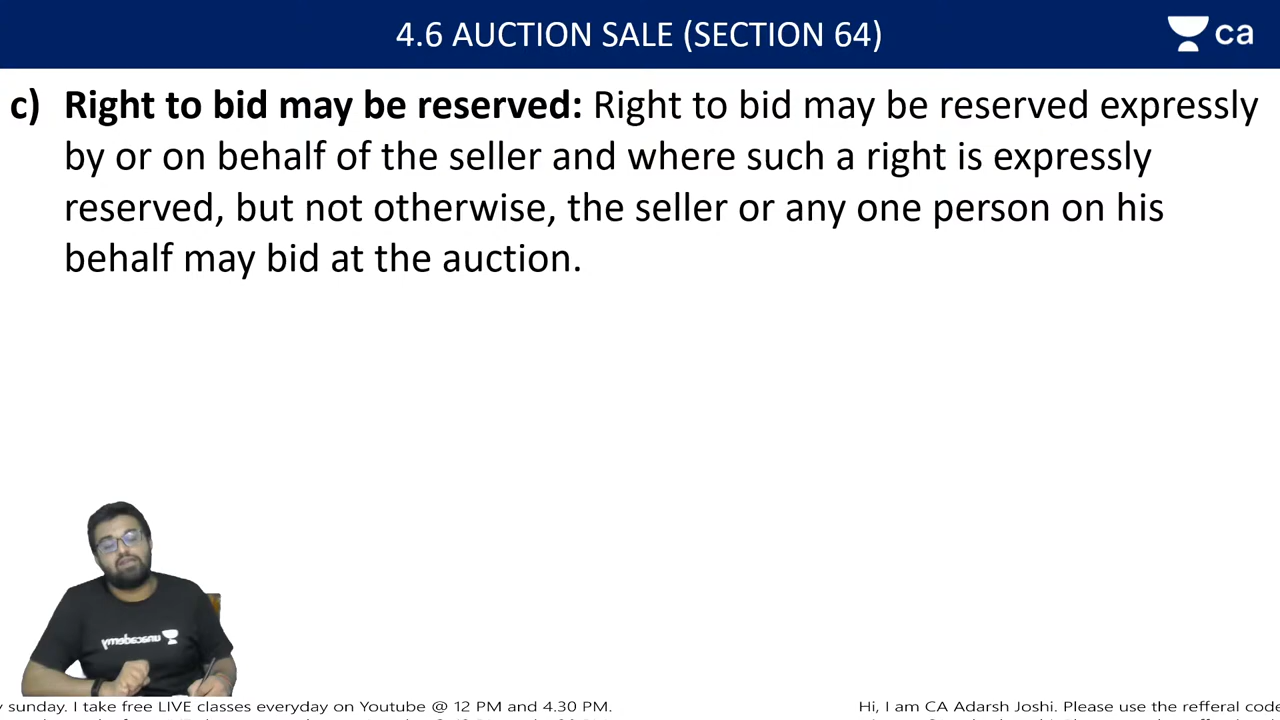 4.6 AUCTION SALE (SECTION 64)
ca
c) Right to bid may be reserved: Right to bid may be reserved expressly
by or on behalf of the seller and where such a right is expressly
reserved, but not otherwise, the seller or any one person on his
behalf may bid at the auction.
unacademy
y sunday. I take free LIVE classes everyday on Youtube @ 12 PM and 4.30 PM.
Hi, I am CA Adarsh Joshi. Please use the refferal code